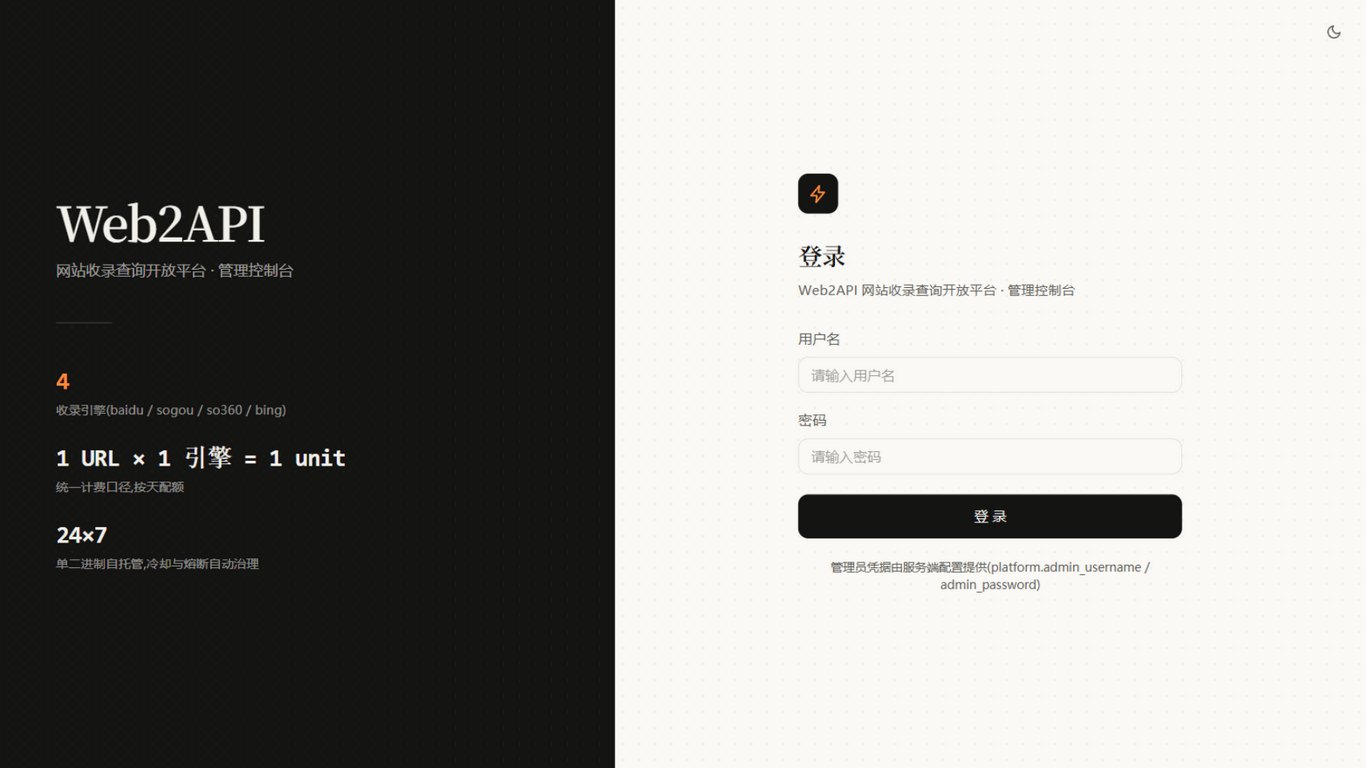 Web2API
网站收录查询开放平台 · 管理控制台
4
收录引擎(baidu / sogou / so360 / bing)
1 URL × 1 引擎 = 1 unit
统一计费口径,按天配额
24×7
单二进制自托管,冷却与熔断自动治理
登录
Web2API 网站收录查询开放平台 · 管理控制台
用户名
请输入用户名
密码
请输入密码
登 录
管理员凭据由服务端配置提供(platform.admin_username /
admin_password)